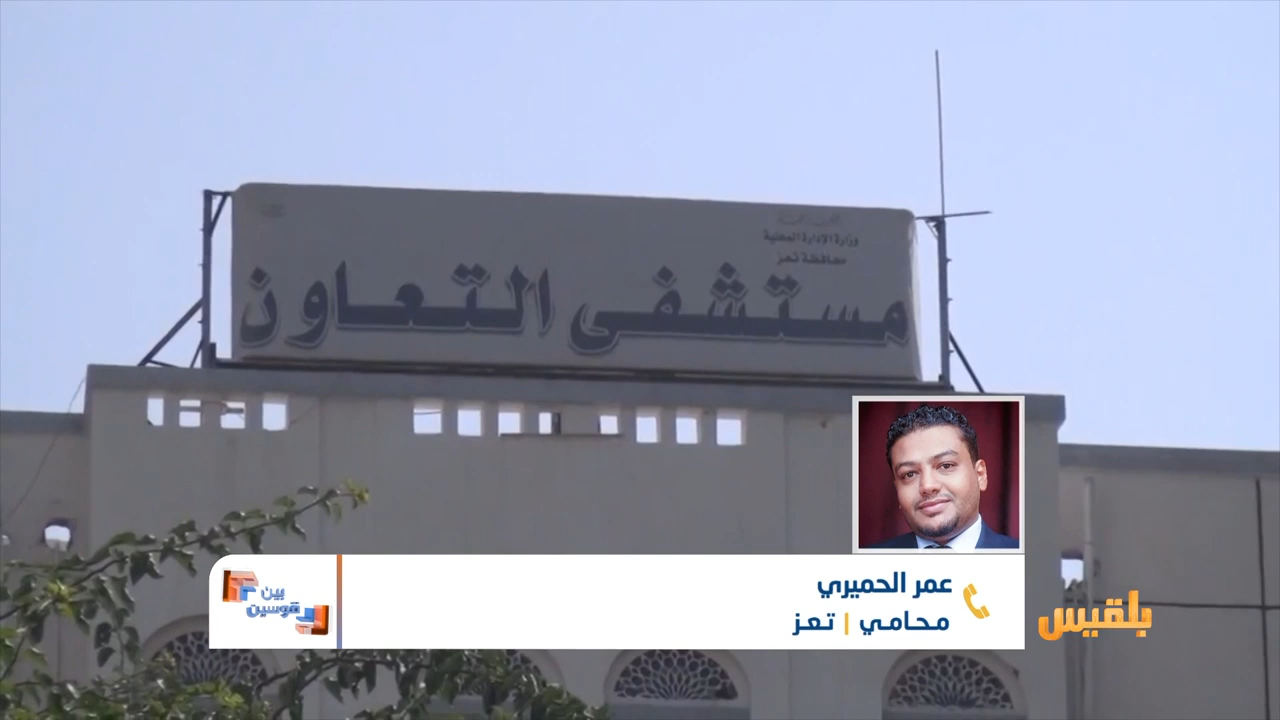 وزارة الإدارة المحلية
محافظة تعز
مستشفى التعاون
عمر الحميري
محامي | تعز
بين
قوسين
بلقيس